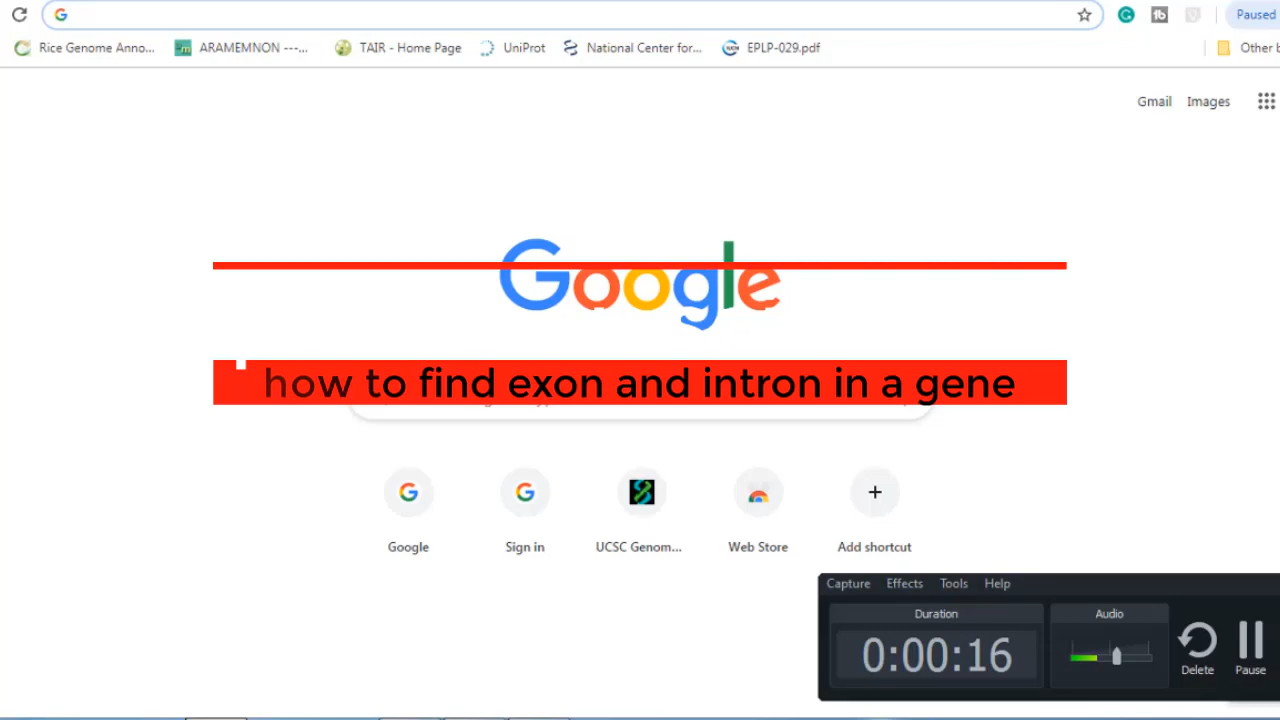 Paused
Rice Genome Anno...
ARAMEMNON ---...
TAIR - Home Page
UniProt
National Center for...
EPLP-029.pdf
Other b
Gmail
Images
Google
how to find exon and intron in a gene
Google
Sign in
UCSC Genom...
Web Store
Add shortcut
Capture
Effects
Tools
Help
Duration
Audio
0:00:16
Delete
Pause